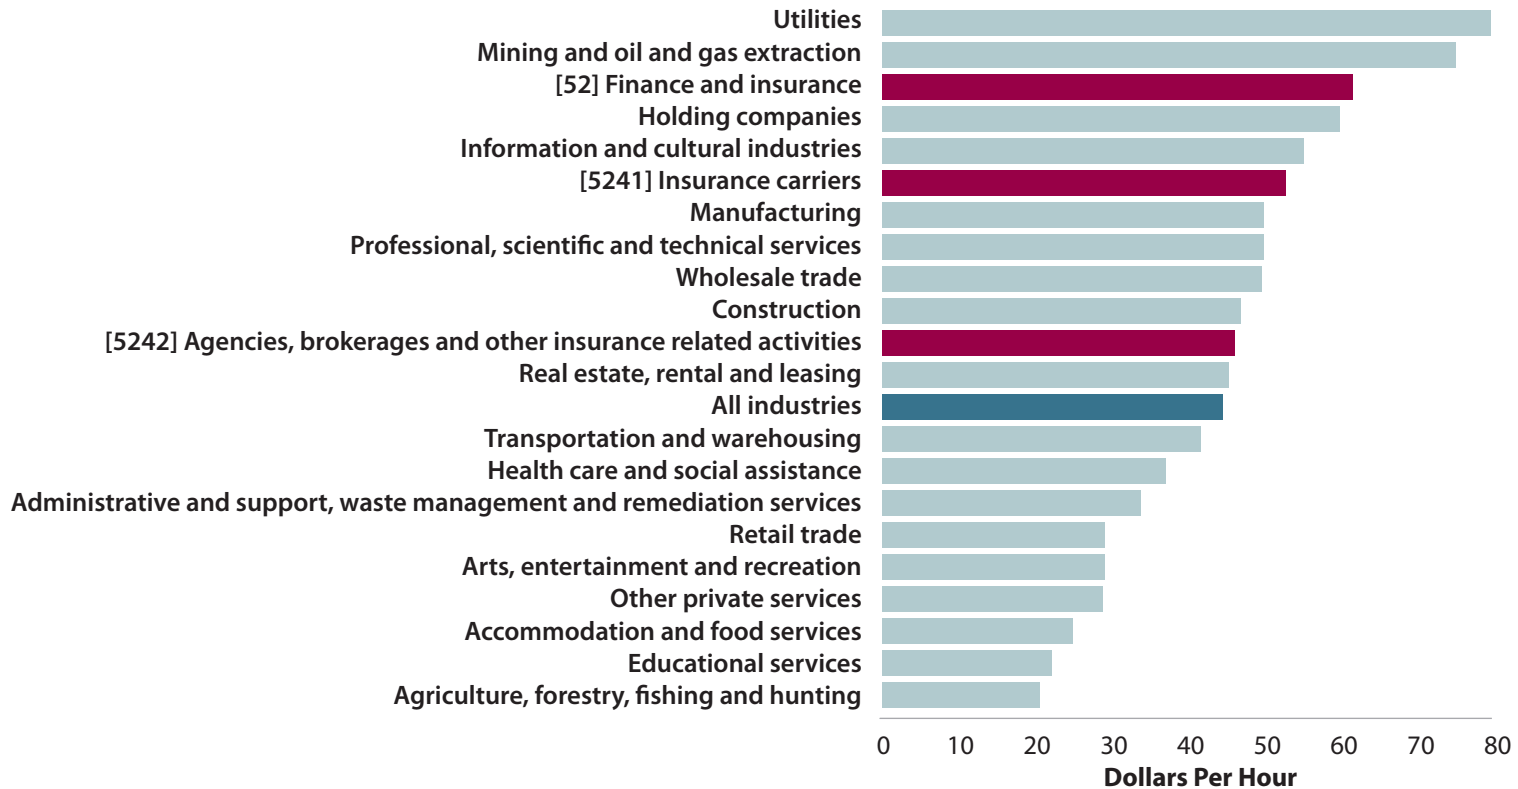 Utilities
Mining and oil and gas extraction
[52] Finance and insurance
Holding companies
Information and cultural industries
[5241] Insurance carriers
Manufacturing
Professional, scientific and technical services
Wholesale trade
Construction
[5242] Agencies, brokerages and other insurance related activities
Real estate, rental and leasing
All industries
Transportation and warehousing
Health care and social assistance
Administrative and support, waste management and remediation services
Retail trade
Arts, entertainment and recreation
Other private services
Accommodation and food services
Educational services
Agriculture, forestry, fishing and hunting
0 10 20 30 40 50 60 70 80
Dollars Per Hour